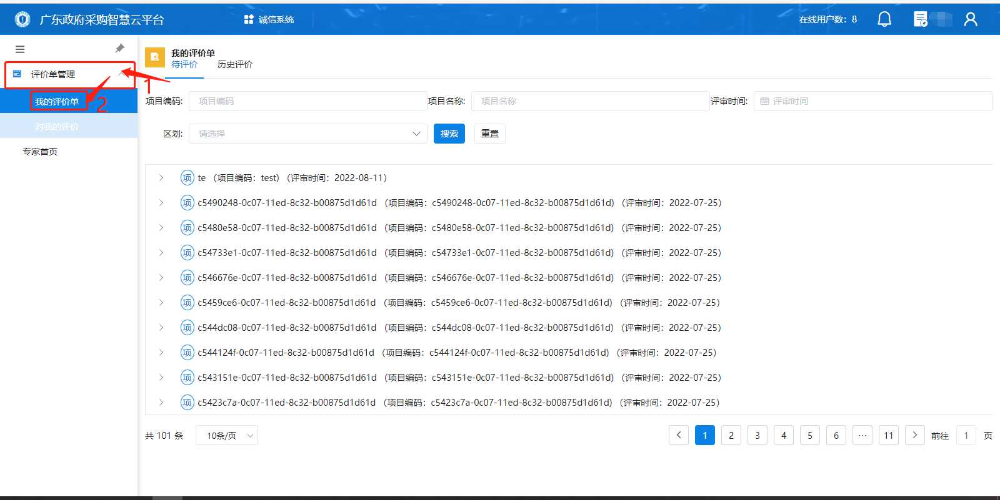 广东政府采购智慧云平台
诚信系统
在线用户数：8
评价单管理
1
我的评价单
2
对我的评价
专家首页
我的评价单
待评价 历史评价
项目编码: 项目编码 项目名称: 项目名称 评审时间: 评审时间
区划: 请选择 搜索 重置
项 te （项目编码：test) （评审时间：2022-08-11）
项 c5490248-0c07-11ed-8c32-b00875d1d61d （项目编码：c5490248-0c07-11ed-8c32-b00875d1d61d) （评审时间：2022-07-25）
项 c5480e58-0c07-11ed-8c32-b00875d1d61d （项目编码：c5480e58-0c07-11ed-8c32-b00875d1d61d) （评审时间：2022-07-25）
项 c54733e1-0c07-11ed-8c32-b00875d1d61d （项目编码：c54733e1-0c07-11ed-8c32-b00875d1d61d) （评审时间：2022-07-25）
项 c546676e-0c07-11ed-8c32-b00875d1d61d （项目编码：c546676e-0c07-11ed-8c32-b00875d1d61d) （评审时间：2022-07-25）
项 c5459ce6-0c07-11ed-8c32-b00875d1d61d （项目编码：c5459ce6-0c07-11ed-8c32-b00875d1d61d) （评审时间：2022-07-25）
项 c544dc08-0c07-11ed-8c32-b00875d1d61d （项目编码：c544dc08-0c07-11ed-8c32-b00875d1d61d) （评审时间：2022-07-25）
项 c544124f-0c07-11ed-8c32-b00875d1d61d （项目编码：c544124f-0c07-11ed-8c32-b00875d1d61d) （评审时间：2022-07-25）
项 c543151e-0c07-11ed-8c32-b00875d1d61d （项目编码：c543151e-0c07-11ed-8c32-b00875d1d61d) （评审时间：2022-07-25）
项 c5423c7a-0c07-11ed-8c32-b00875d1d61d （项目编码：c5423c7a-0c07-11ed-8c32-b00875d1d61d) （评审时间：2022-07-25）
共 101 条 10条/页 1 2 3 4 5 6 ··· 11 前往 1 页